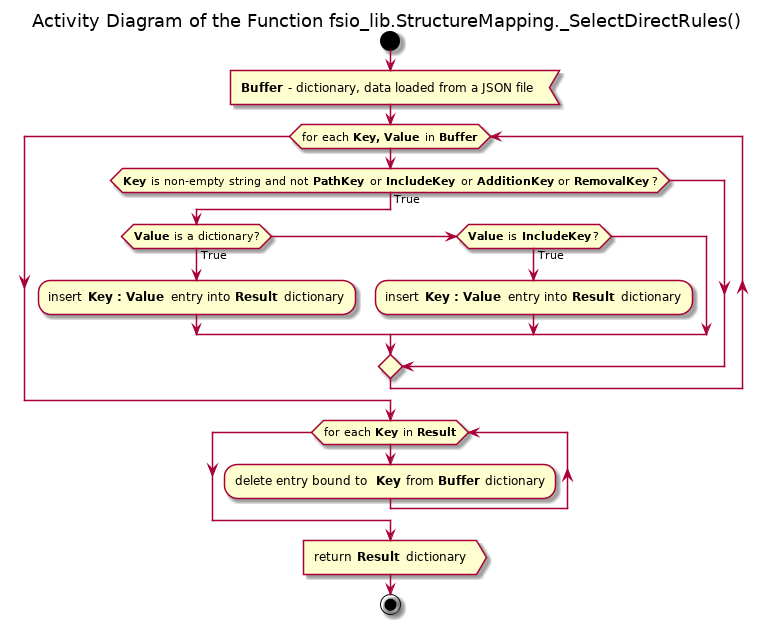 Activity Diagram of the Function fsio_lib.StructureMapping._SelectDirectRules()
Buffer - dictionary, data loaded from a JSON file
for each Key, Value in Buffer
Key is non-empty string and not PathKey or IncludeKey or AdditionKey or RemovalKey?
True
Value is a dictionary?
Value is IncludeKey?
True
True
insert Key : Value entry into Result dictionary
insert Key : Value entry into Result dictionary
for each Key in Result
delete entry bound to Key from Buffer dictionary
return Result dictionary